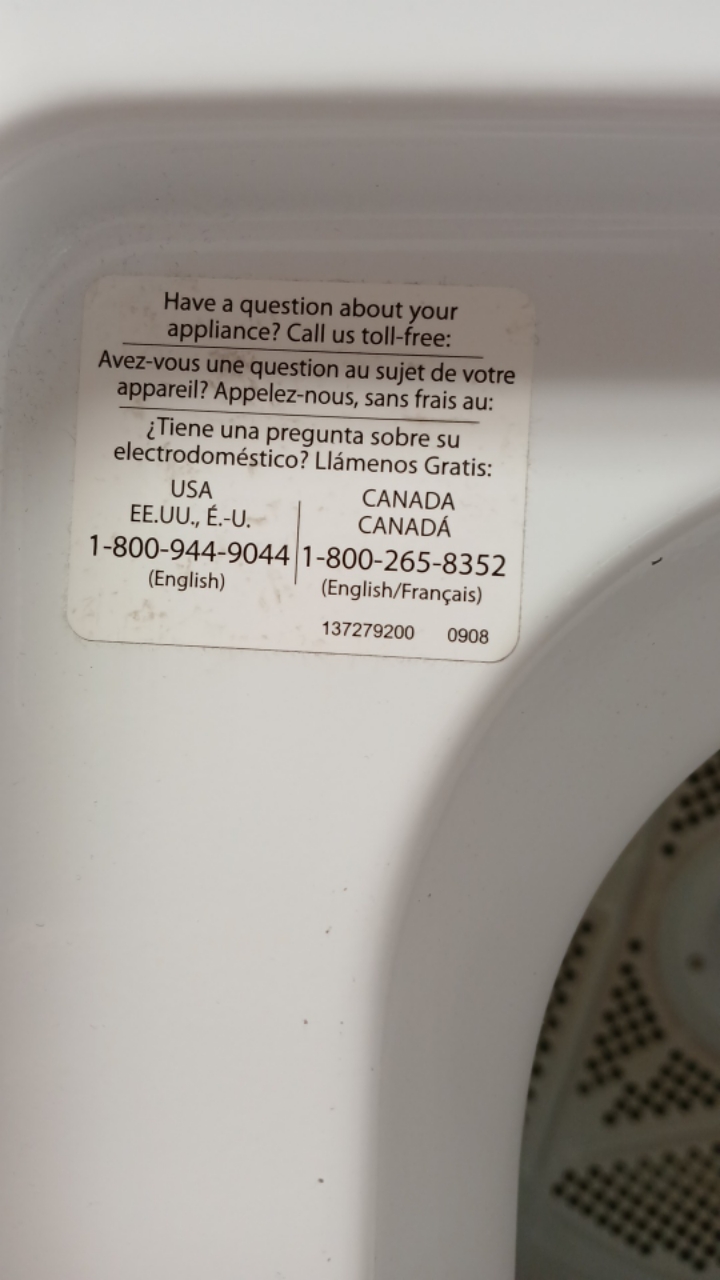 Have a question about your
appliance? Call us toll-free:
Avez-vous une question au sujet de votre
appareil? Appelez-nous, sans frais au:
¿Tiene una pregunta sobre su
electrodoméstico? Llámenos Gratis:
USA
EE.UU., É.-U.
1-800-944-9044
(English)
CANADA
CANADÁ
1-800-265-8352
(English/Français)
137279200 0908